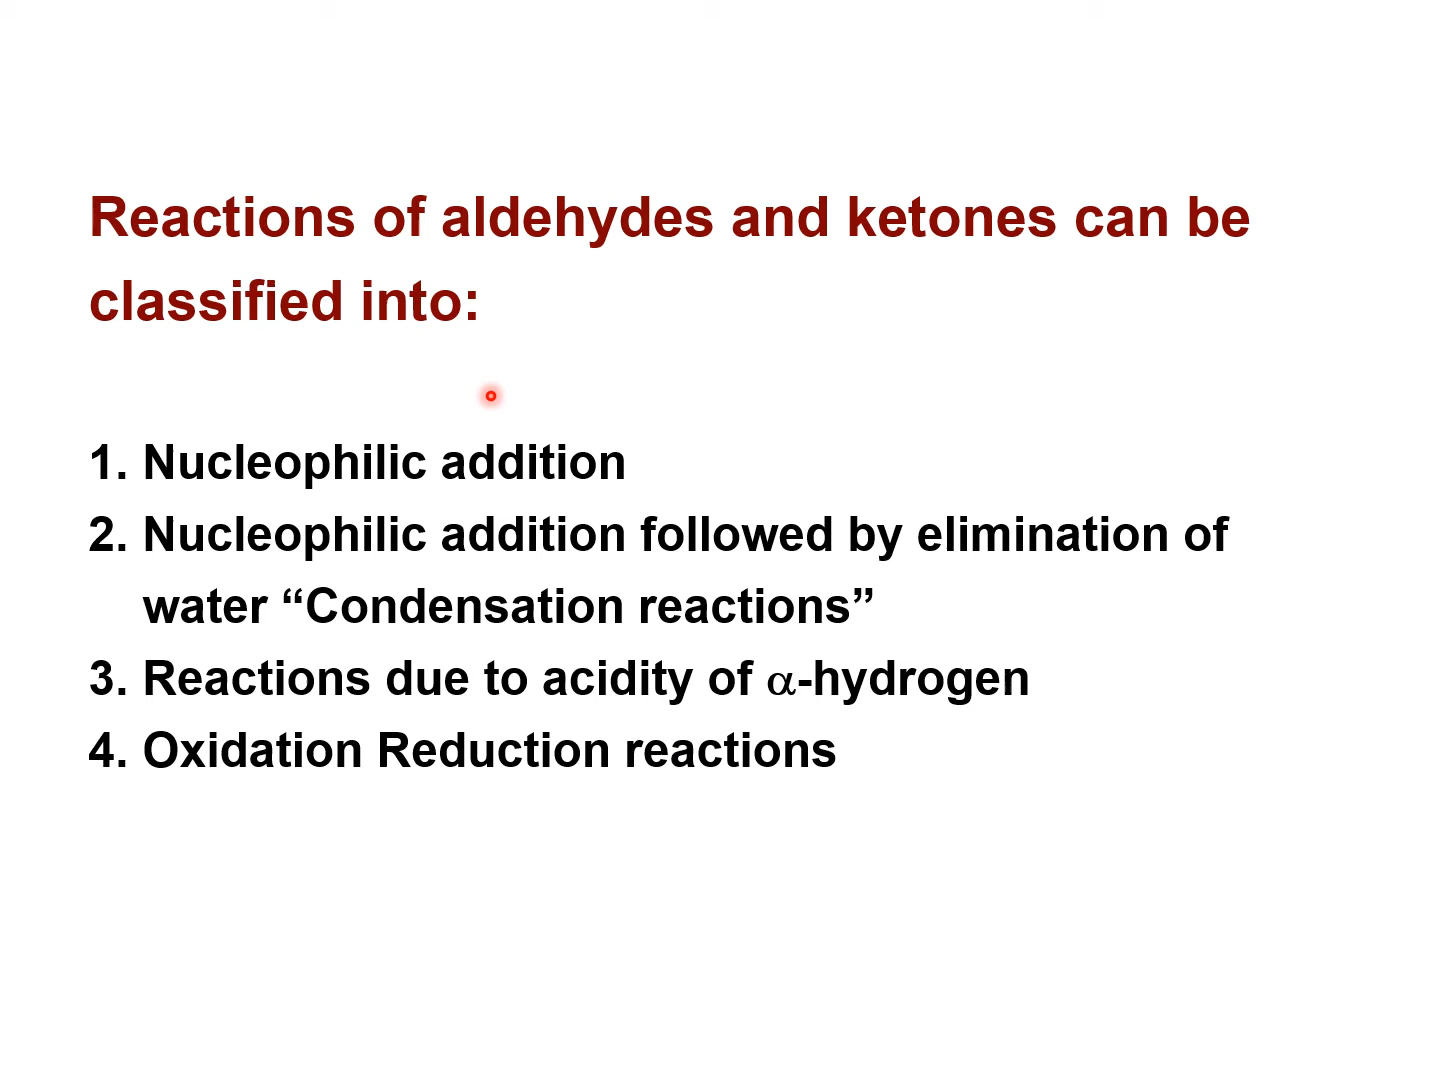 Reactions of aldehydes and ketones can be
classified into:
1. Nucleophilic addition
2. Nucleophilic addition followed by elimination of
water “Condensation reactions”
3. Reactions due to acidity of α-hydrogen
4. Oxidation Reduction reactions